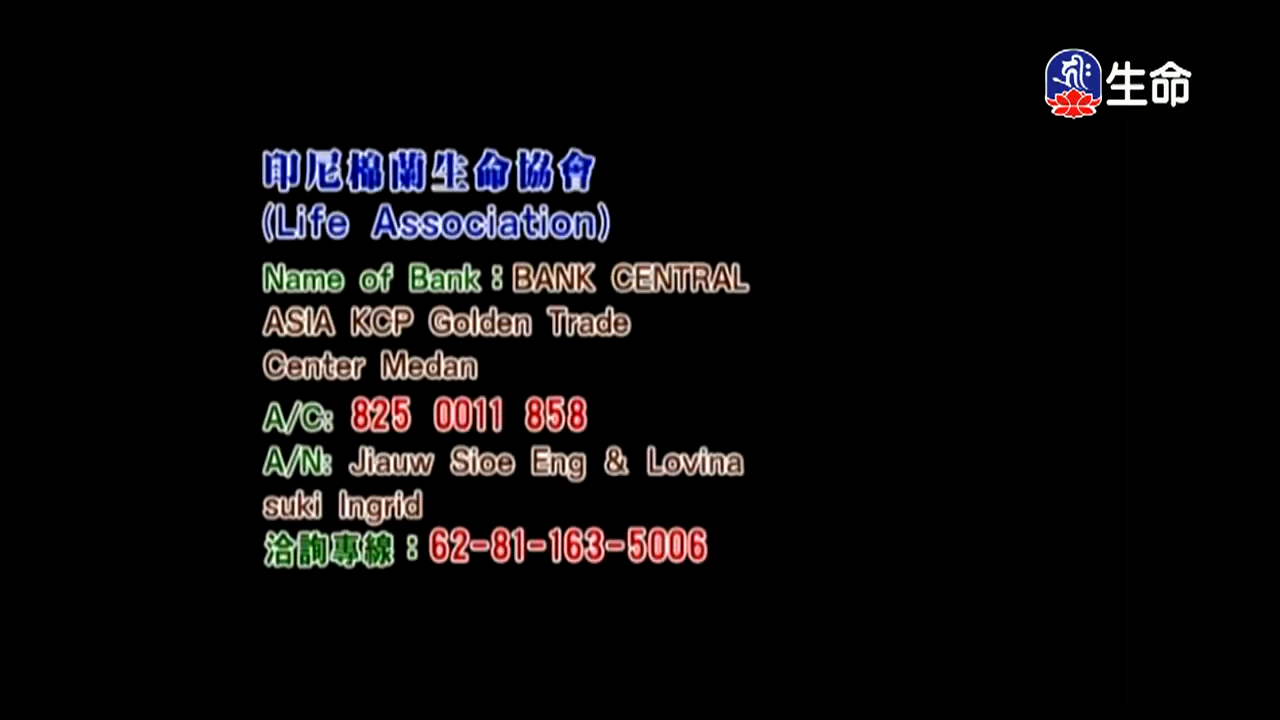 生命
印尼棉蘭生命協會
(Life Association)
Name of Bank：BANK CENTRAL
ASIA KCP Golden Trade
Center Medan
A/C: 825 0011 858
A/N: Jiauw Sioe Eng & Lovina
suki Ingrid
洽詢專線：62-81-163-5006